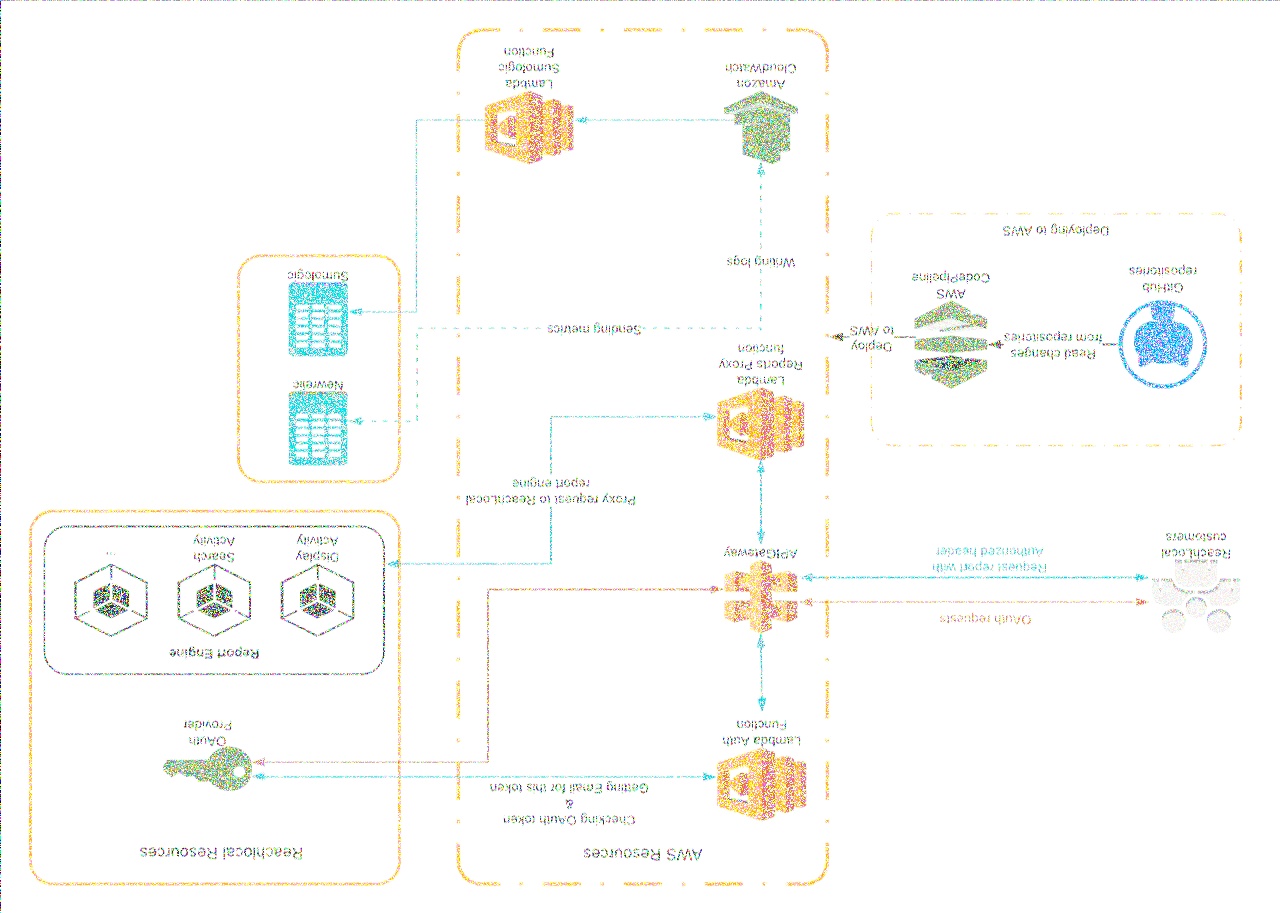 AWS Resources
Reachlocal Resources
Checking OAuth token
&
Getting Email for this token
Lambda Auth
Function
OAuth
Provider
Report Engine
OAuth requests
Request report with
Authorized header
ReachLocal
customers
APIGateway
Display
Activity
Search
Activity
...
Proxy request to ReachLocal
report engine
Lambda
Reports Proxy
function
Newrelic
Read changes
from repositories
Deploy
to AWS
Sending metrics
GitHub
repositories
AWS
CodePipeline
Sumologic
Writing logs
Deploying to AWS
Amazon
CloudWatch
Lambda
Sumologic
Function